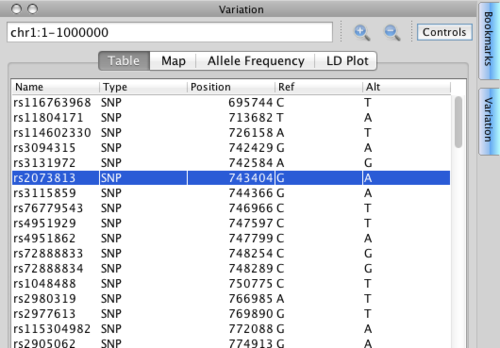 Variation
chr1:1-1000000
Controls
Table Map Allele Frequency LD Plot
Name Type Position Ref Alt
rs116763968 SNP 695744 C T
rs11804171 SNP 713682 T A
rs114602330 SNP 726158 A T
rs3094315 SNP 742429 G A
rs3131972 SNP 742584 A G
rs2073813 SNP 743404 G A
rs3115859 SNP 744366 G A
rs76779543 SNP 746966 C T
rs4951929 SNP 747597 C T
rs4951862 SNP 747799 C A
rs72888833 SNP 748254 C G
rs72888834 SNP 748289 C G
rs1048488 SNP 750775 C T
rs2980319 SNP 766985 A T
rs2977613 SNP 769890 G T
rs115304982 SNP 772088 G A
rs2905062 SNP 774913 G A
Bookmarks
Variation